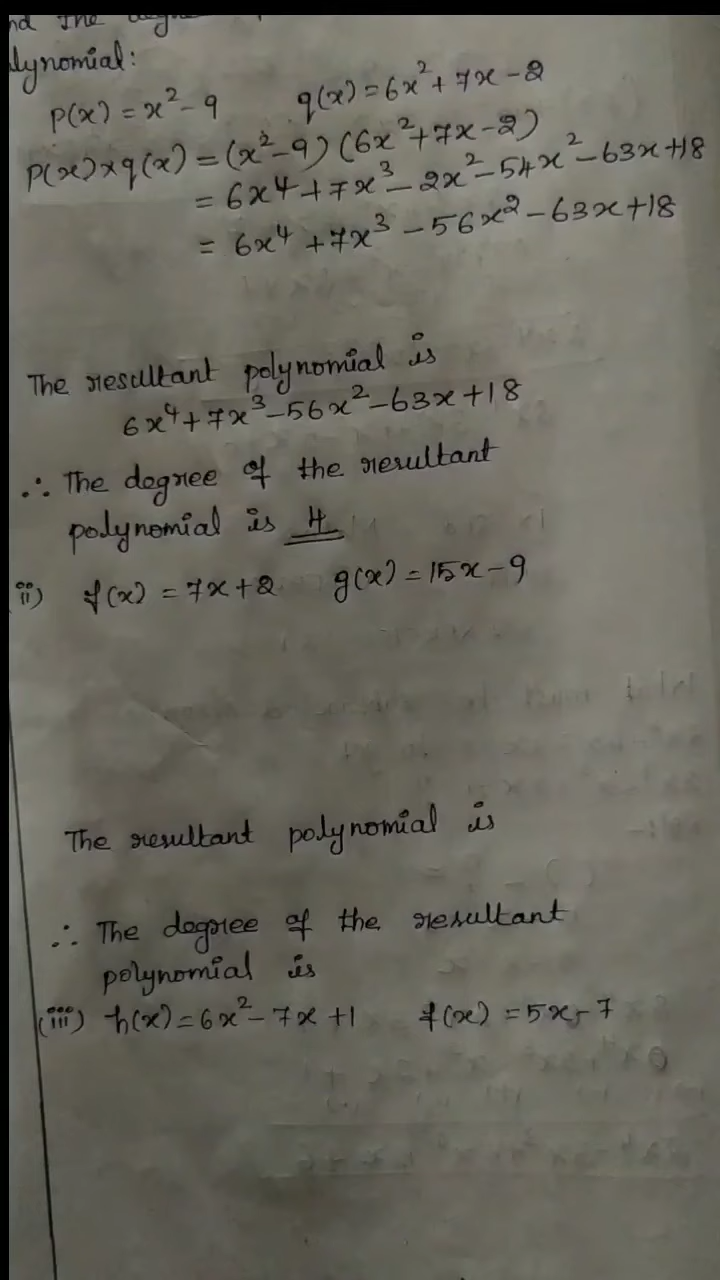 nd the degree
lynomial:
p(x) = x² - 9 q(x) = 6x² + 7x - 2
p(x) × q(x) = (x² - 9) (6x² + 7x - 2)
= 6x⁴ + 7x³ - 2x² - 54x² - 63x + 18
= 6x⁴ + 7x³ - 56x² - 63x + 18
The resultant polynomial is
6x⁴ + 7x³ - 56x² - 63x + 18
∴ The degree of the resultant
polynomial is 4
ii) f(x) = 7x + 2 g(x) = 15x - 9
The resultant polynomial is
∴ The degree of the resultant
polynomial is
(iii) h(x) = 6x² - 7x + 1 f(x) = 5x - 7